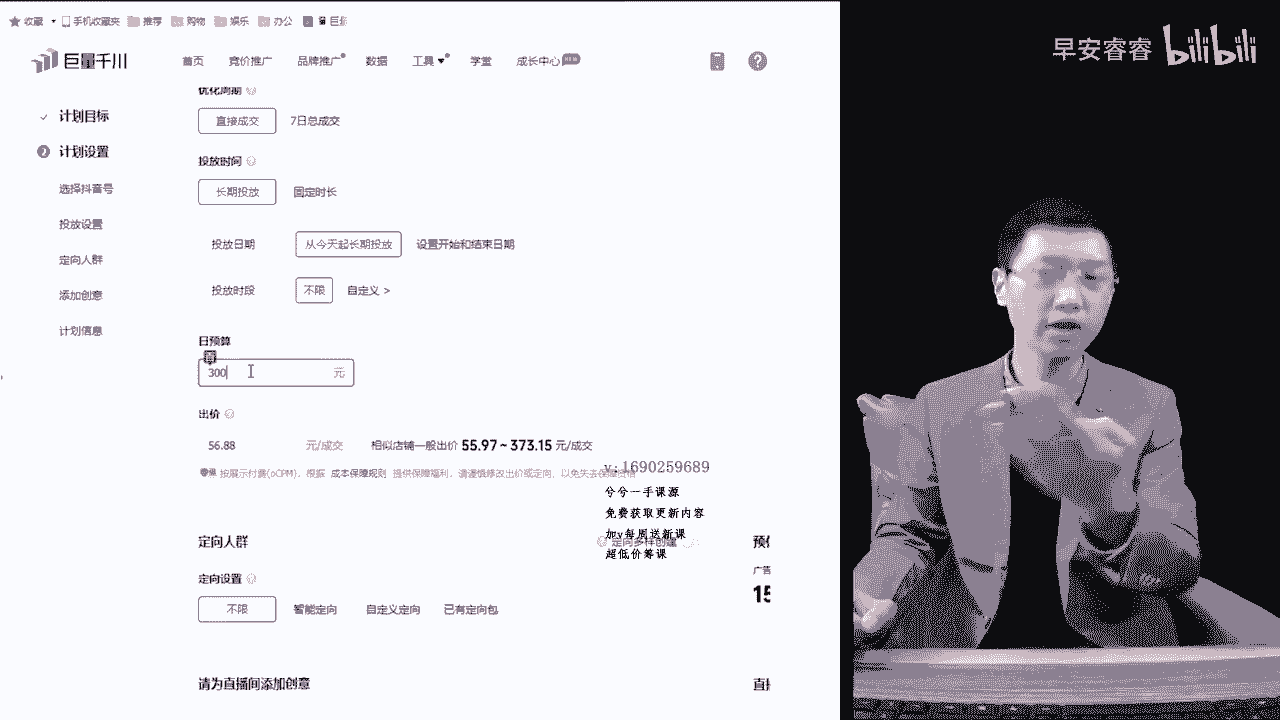 收藏 手机收藏夹 推荐 购物 娱乐 办公
巨量千川 首页 竞价推广 品牌推广 数据 工具 学堂 成长中心 NEW
早安睿睿 bilibili
计划目标
计划设置
选择抖音号
投放设置
定向人群
添加创意
计划信息
优化周期
直接成交 7日总成交
投放时间
长期投放 固定时长
投放日期 从今天起长期投放 设置开始和结束日期
投放时段 不限 自定义 >
日预算
300 元
出价
56.88 元/成交 相似店铺一般出价 55.97 ~ 373.15 元/成交
按展示付费(oCPM)，根据 成本保障规则 提供保障福利，请谨慎修改出价或定向，以免失去保障资格
v:1690259689
兮兮一手课源
免费获取更新内容
加v每周送新课
超低价筹课
定向人群
定向设置
不限 智能定向 自定义定向 已有定向包
广告
15
请为直播间添加创意